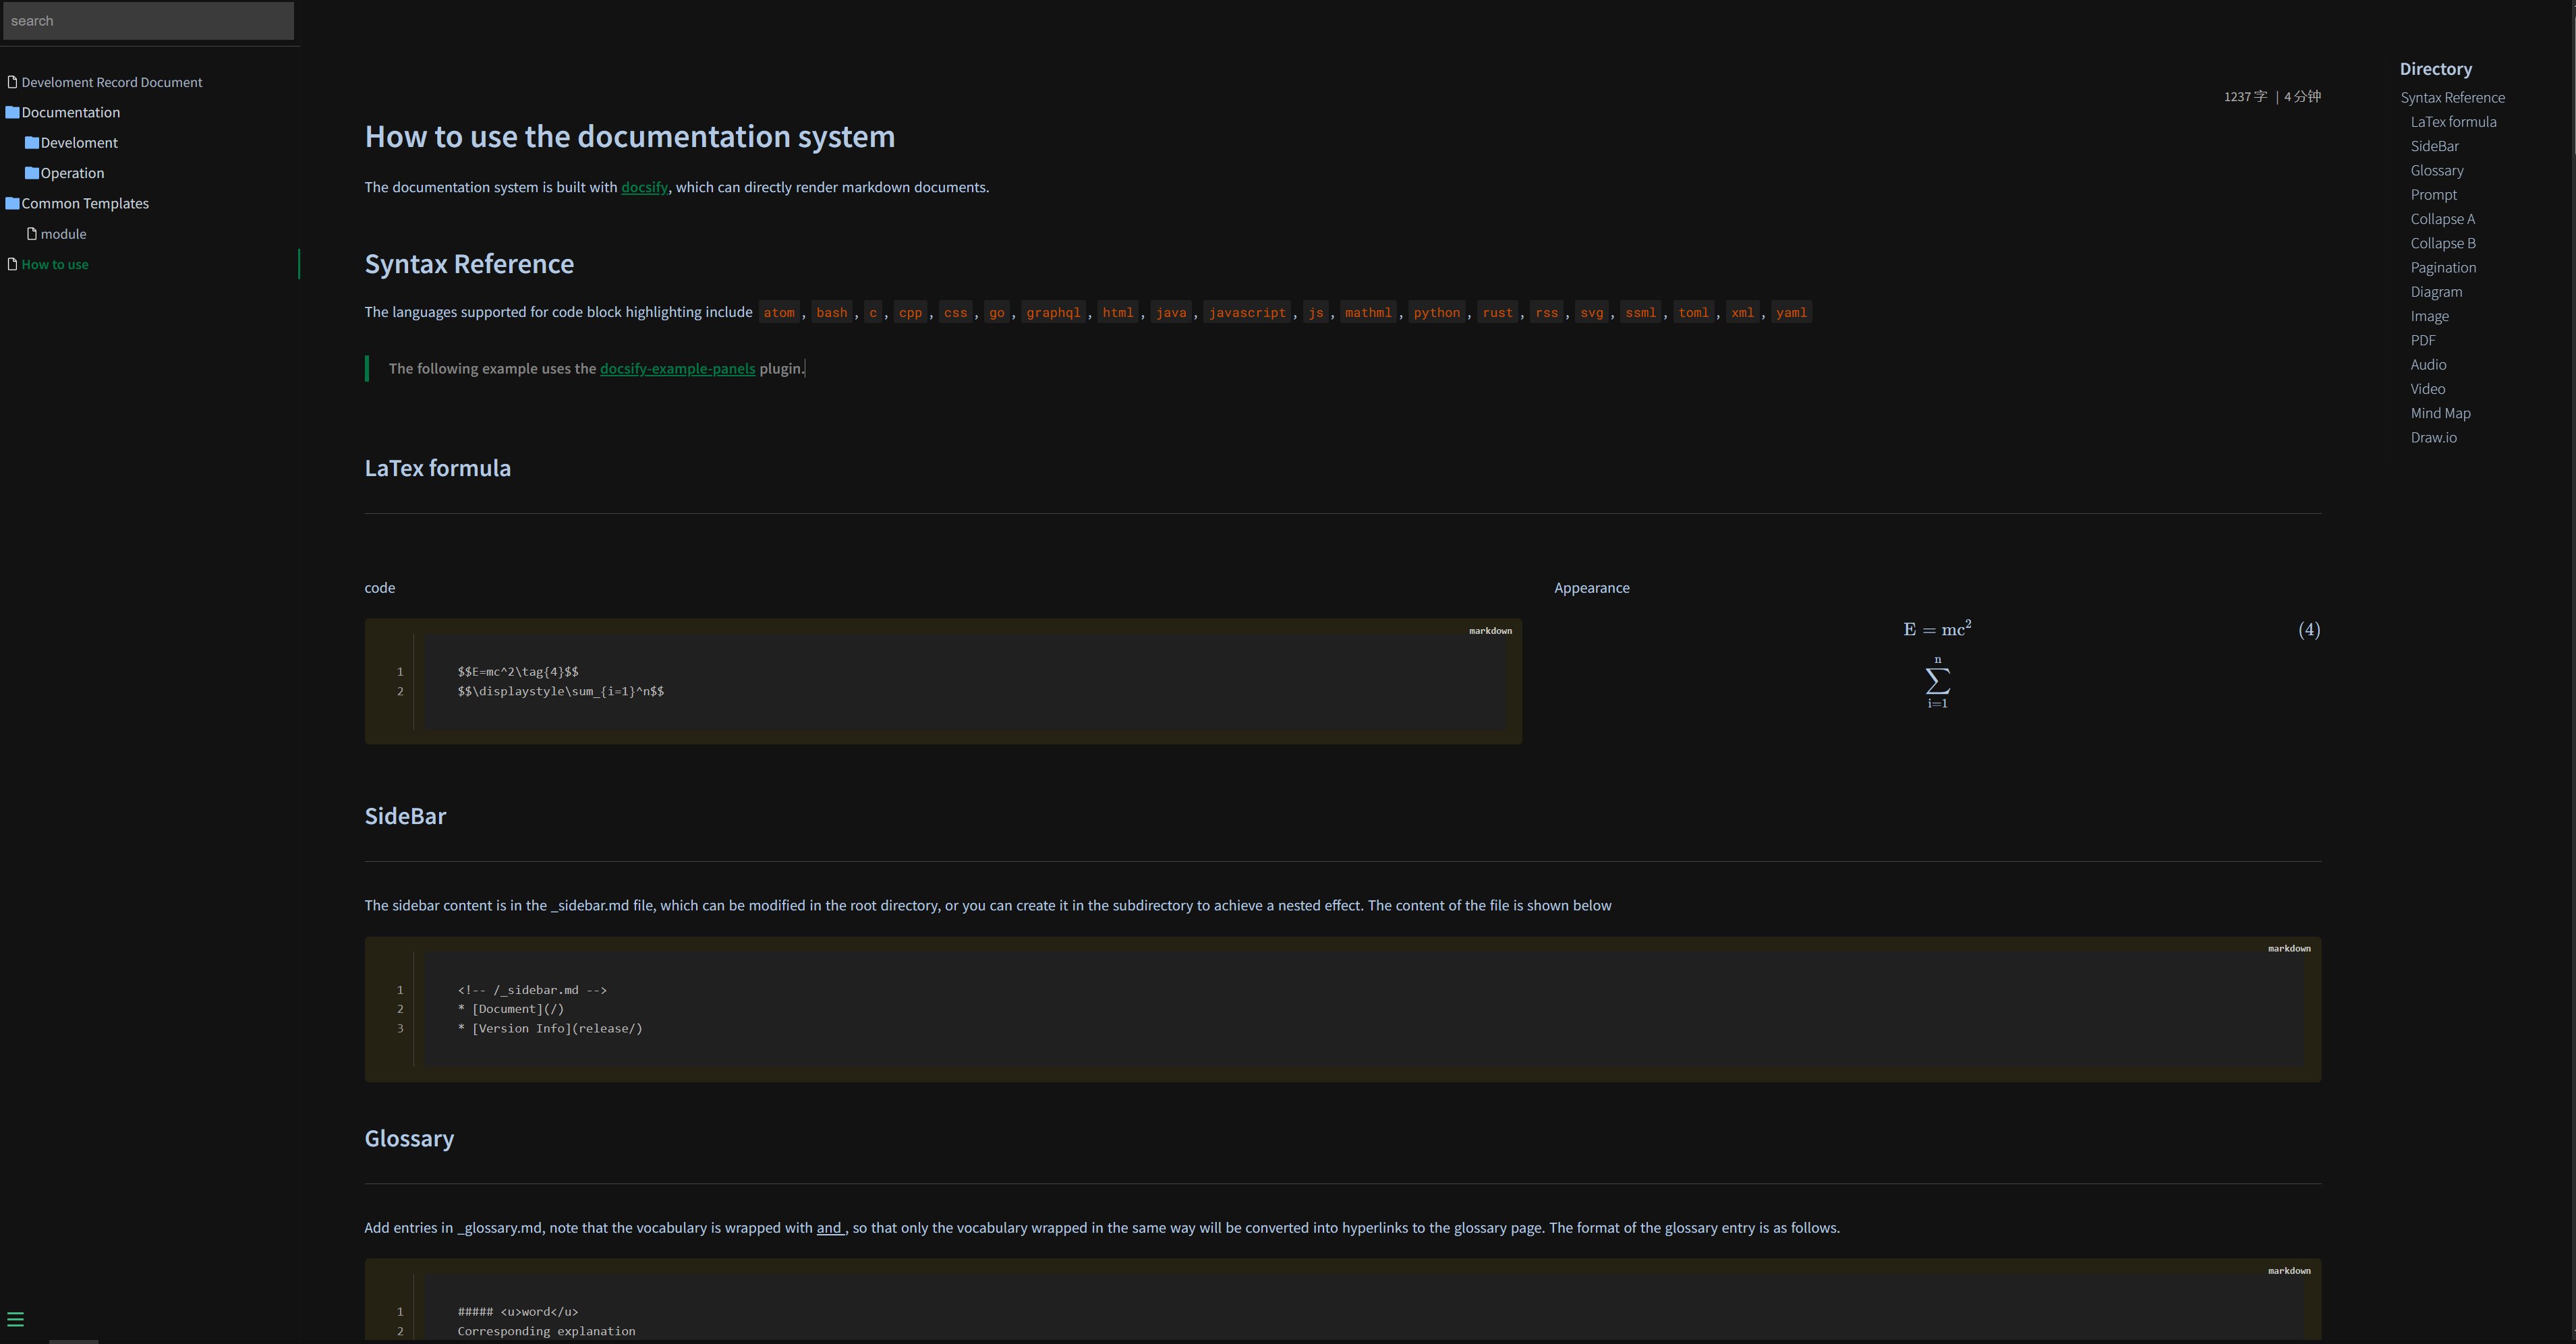 search
Develoment Record Document
Documentation
Develoment
Operation
Common Templates
module
How to use
1237 字 | 4 分钟
How to use the documentation system
The documentation system is built with docsify, which can directly render markdown documents.
Syntax Reference
The languages supported for code block highlighting include atom , bash , c , cpp , css , go , graphql , html , java , javascript , js , mathml , python , rust , rss , svg , ssml , toml , xml , yaml
The following example uses the docsify-example-panels plugin.
LaTex formula
code
markdown
1 $$E=mc^2\tag{4}$$
2 $$\displaystyle\sum_{i=1}^n$$
Appearance
E = mc² (4)
n
∑
i=1
SideBar
The sidebar content is in the _sidebar.md file, which can be modified in the root directory, or you can create it in the subdirectory to achieve a nested effect. The content of the file is shown below
markdown
1 <!-- /_sidebar.md -->
2 * [Document](/)
3 * [Version Info](release/)
Glossary
Add entries in _glossary.md, note that the vocabulary is wrapped with and , so that only the vocabulary wrapped in the same way will be converted into hyperlinks to the glossary page. The format of the glossary entry is as follows.
markdown
1 ##### <u>word</u>
2 Corresponding explanation
Directory
Syntax Reference
LaTex formula
SideBar
Glossary
Prompt
Collapse A
Collapse B
Pagination
Diagram
Image
PDF
Audio
Video
Mind Map
Draw.io